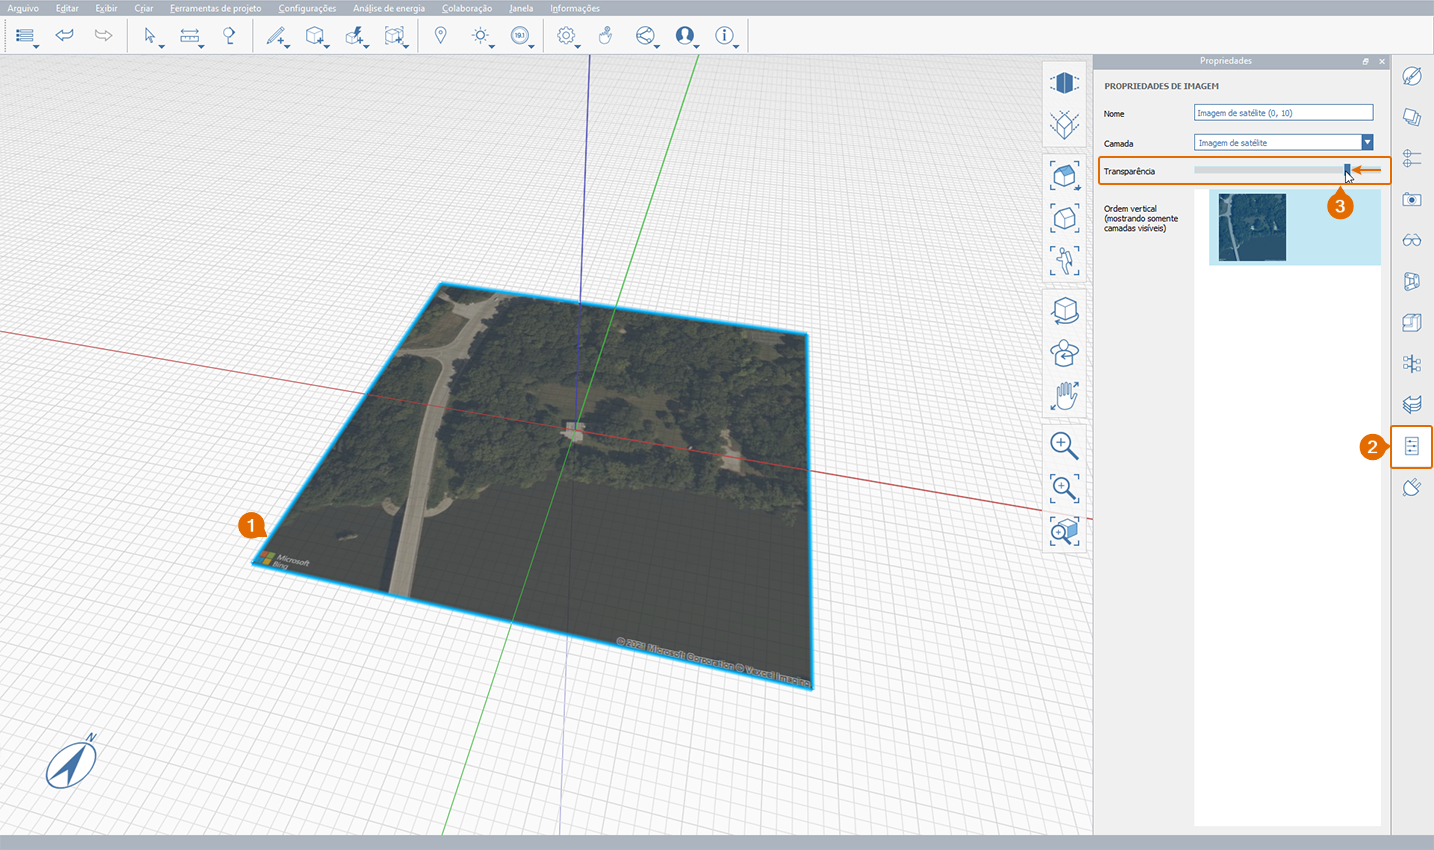 Arquivo Editar Exibir Criar Ferramentas de projeto Configurações Análise de energia Colaboração Janela Informações
19.1
Propriedades
PROPRIEDADES DE IMAGEM
Nome
Imagem de satélite (0, 10)
Camada
Imagem de satélite
Transparência
3
Ordem vertical
(mostrando somente
camadas visíveis)
2
1
Microsoft
Bing
© 2021 Microsoft Corporation © Vexcel Imaging
N